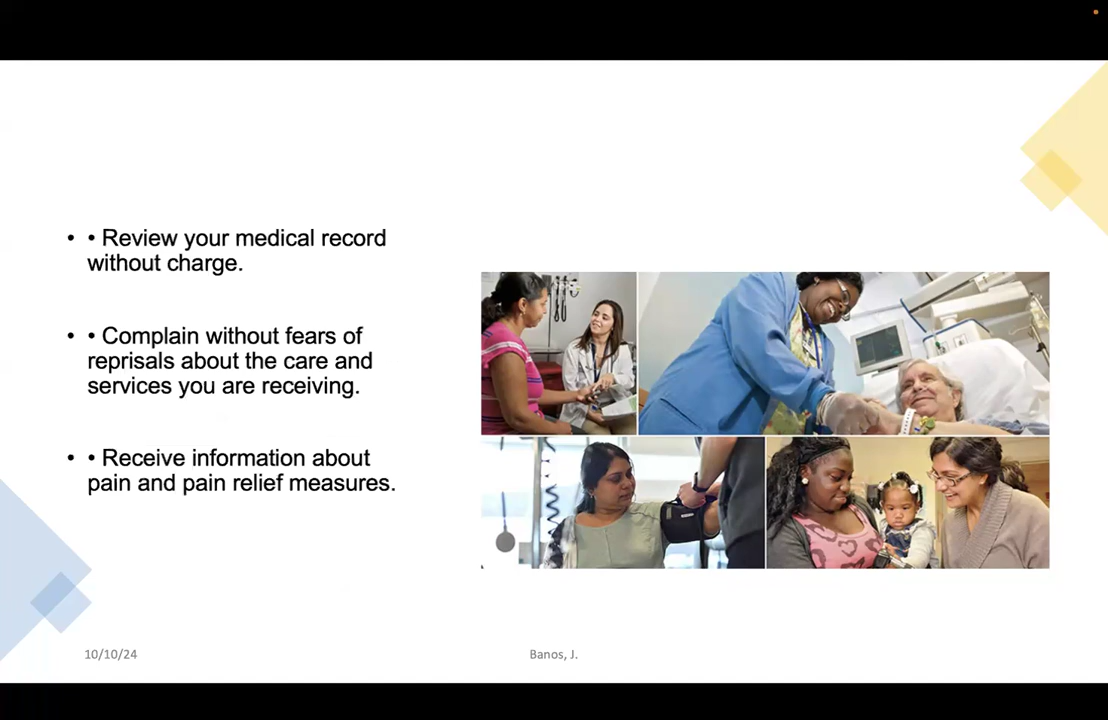 • • Review your medical record
without charge.
• • Complain without fears of
reprisals about the care and
services you are receiving.
• • Receive information about
pain and pain relief measures.
10/10/24
Banos, J.